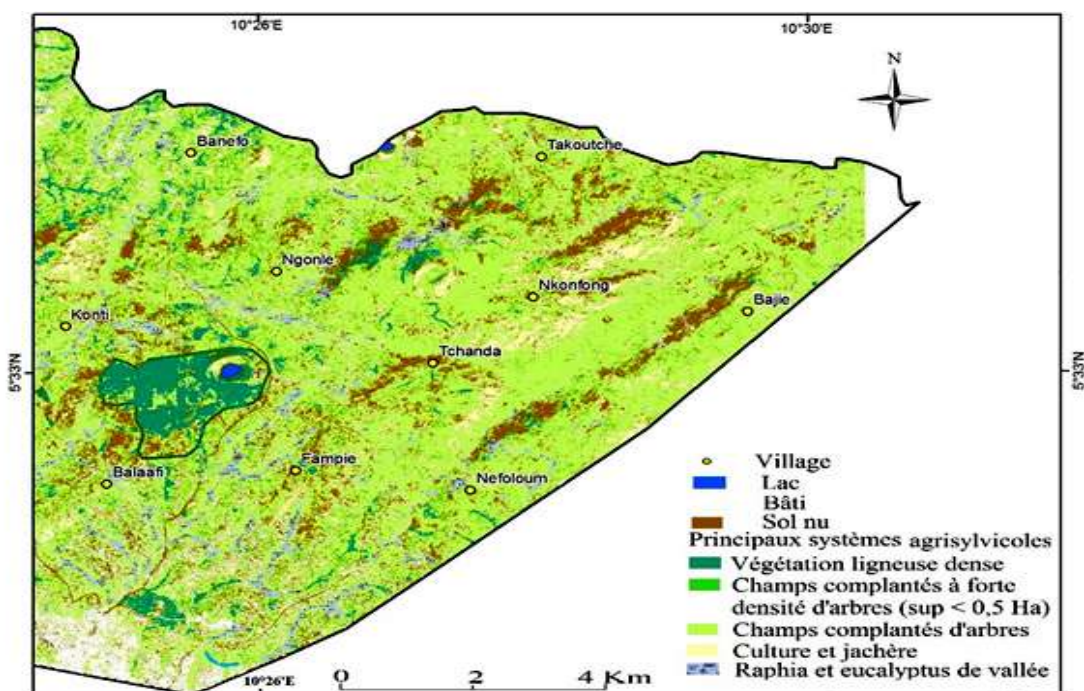 10°26'E
10°30'E
N
Banefo
Takoutche
Ngonle
Nkonfong
Bajie
Konti
Tchanda
5°33'N
5°33'N
Fampie
Balaafi
Nefoloum
Village
Lac
Bâti
Sol nu
Principaux systèmes agrisylvicoles
Végétation ligneuse dense
Champs complantés à forte
densité d'arbres (sup < 0,5 Ha)
Champs complantés d'arbres
Culture et jachère
Raphia et eucalyptus de vallée
10°26'E
0 2 4 Km